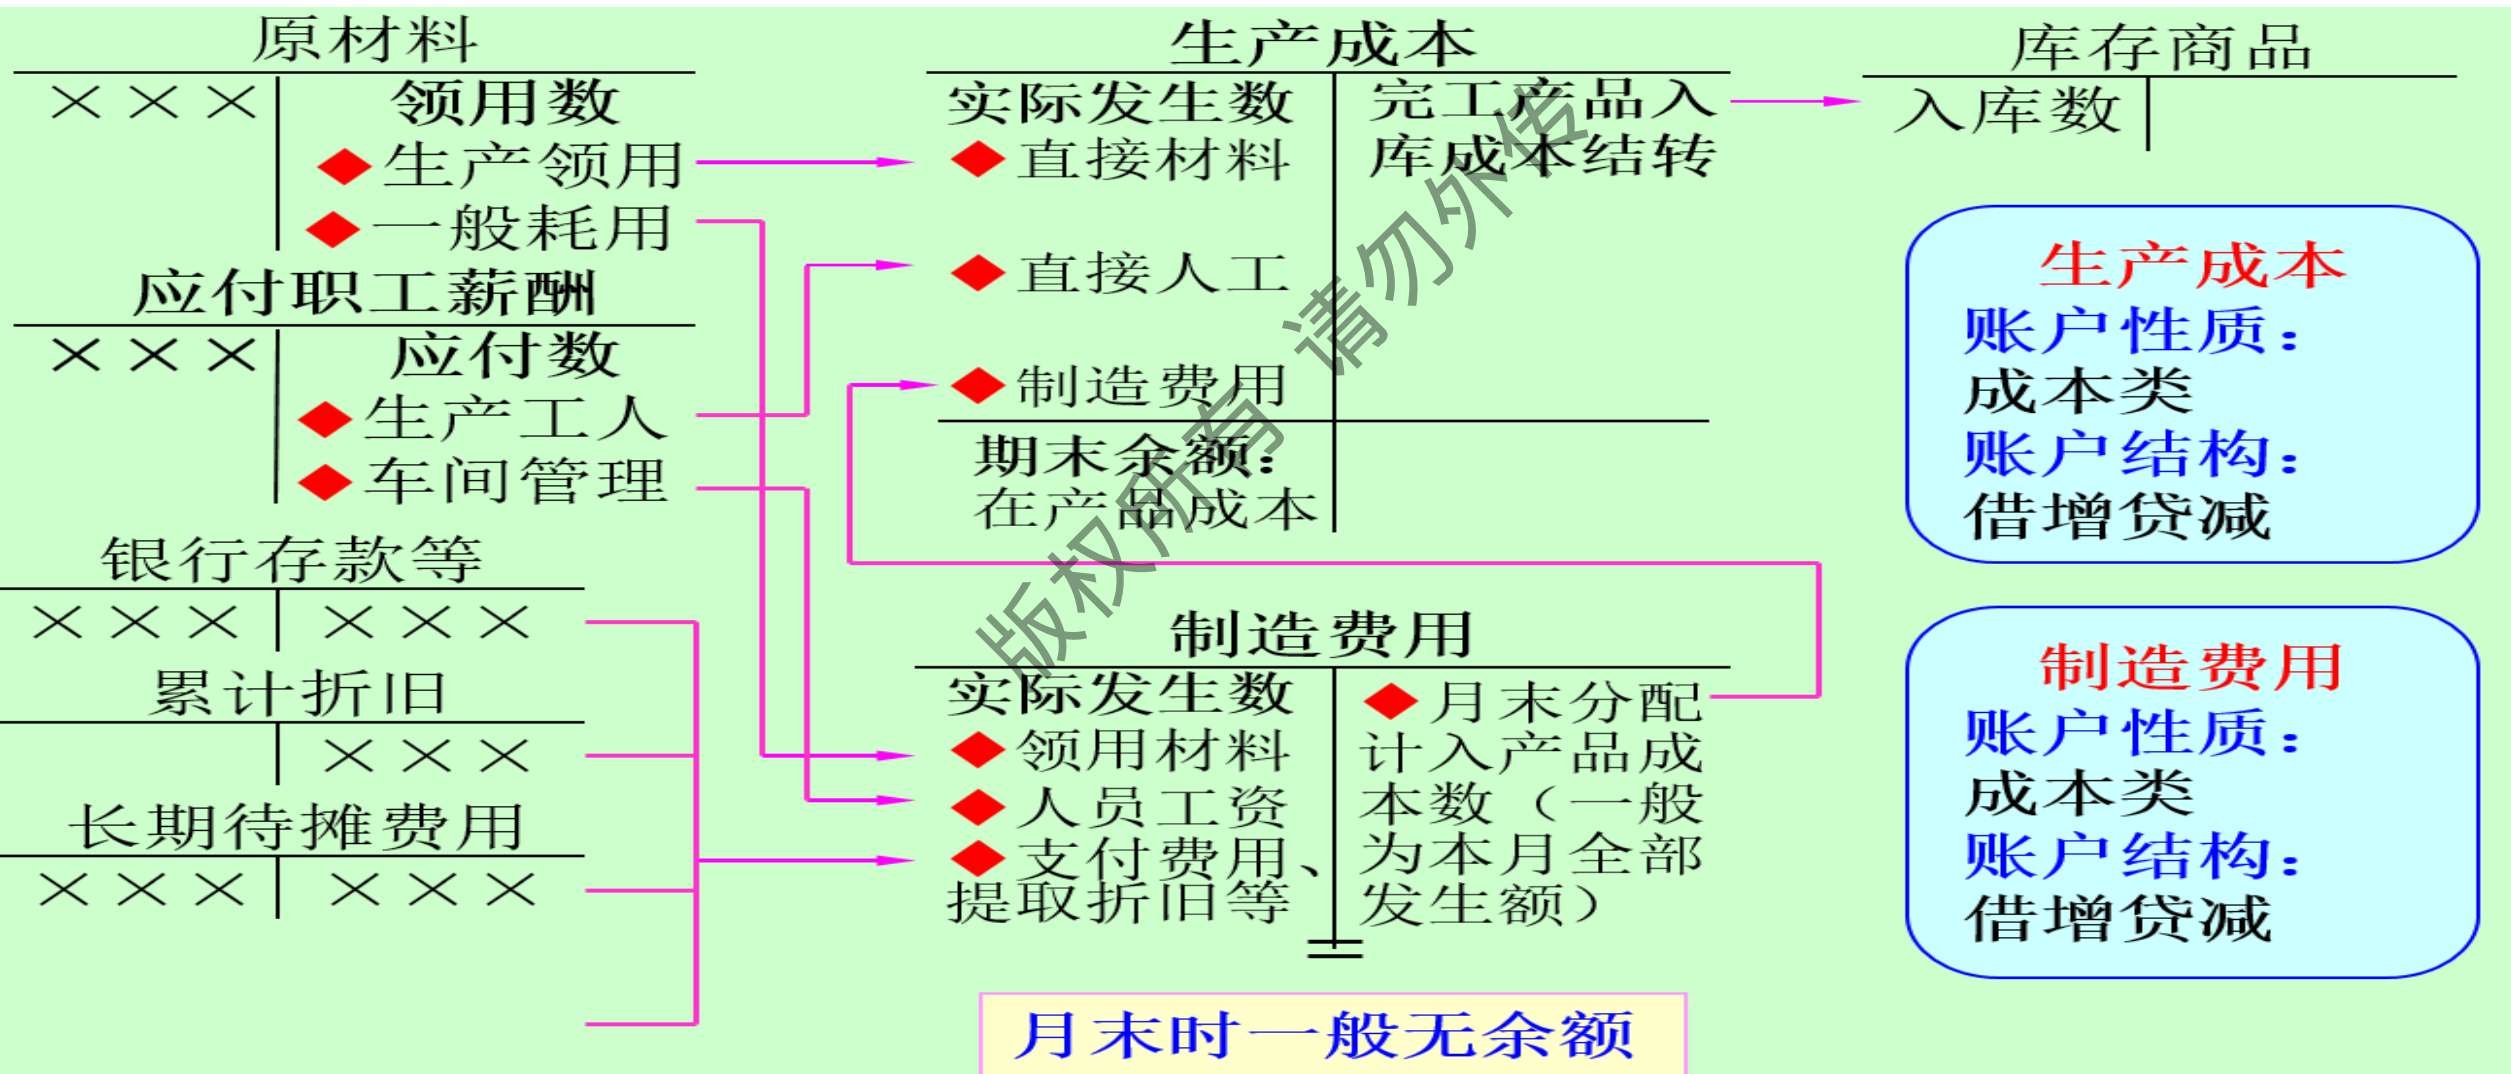 原材料
××× 领用数
生产领用
一般耗用
应付职工薪酬
××× 应付数
生产工人
车间管理
银行存款等
××× ×××
累计折旧
×××
长期待摊费用
××× ×××
生产成本
实际发生数
直接材料
直接人工
制造费用
期末余额：
在产品成本
完工产品入
库成本结转
库存商品
入库数
制造费用
实际发生数
领用材料
人员工资
支付费用、
提取折旧等
月末分配
计入产品成
本数（一般
为本月全部
发生额）
月末时一般无余额
生产成本
账户性质：
成本类
账户结构：
借增贷减
制造费用
账户性质：
成本类
账户结构：
借增贷减
版权所有 请勿外传